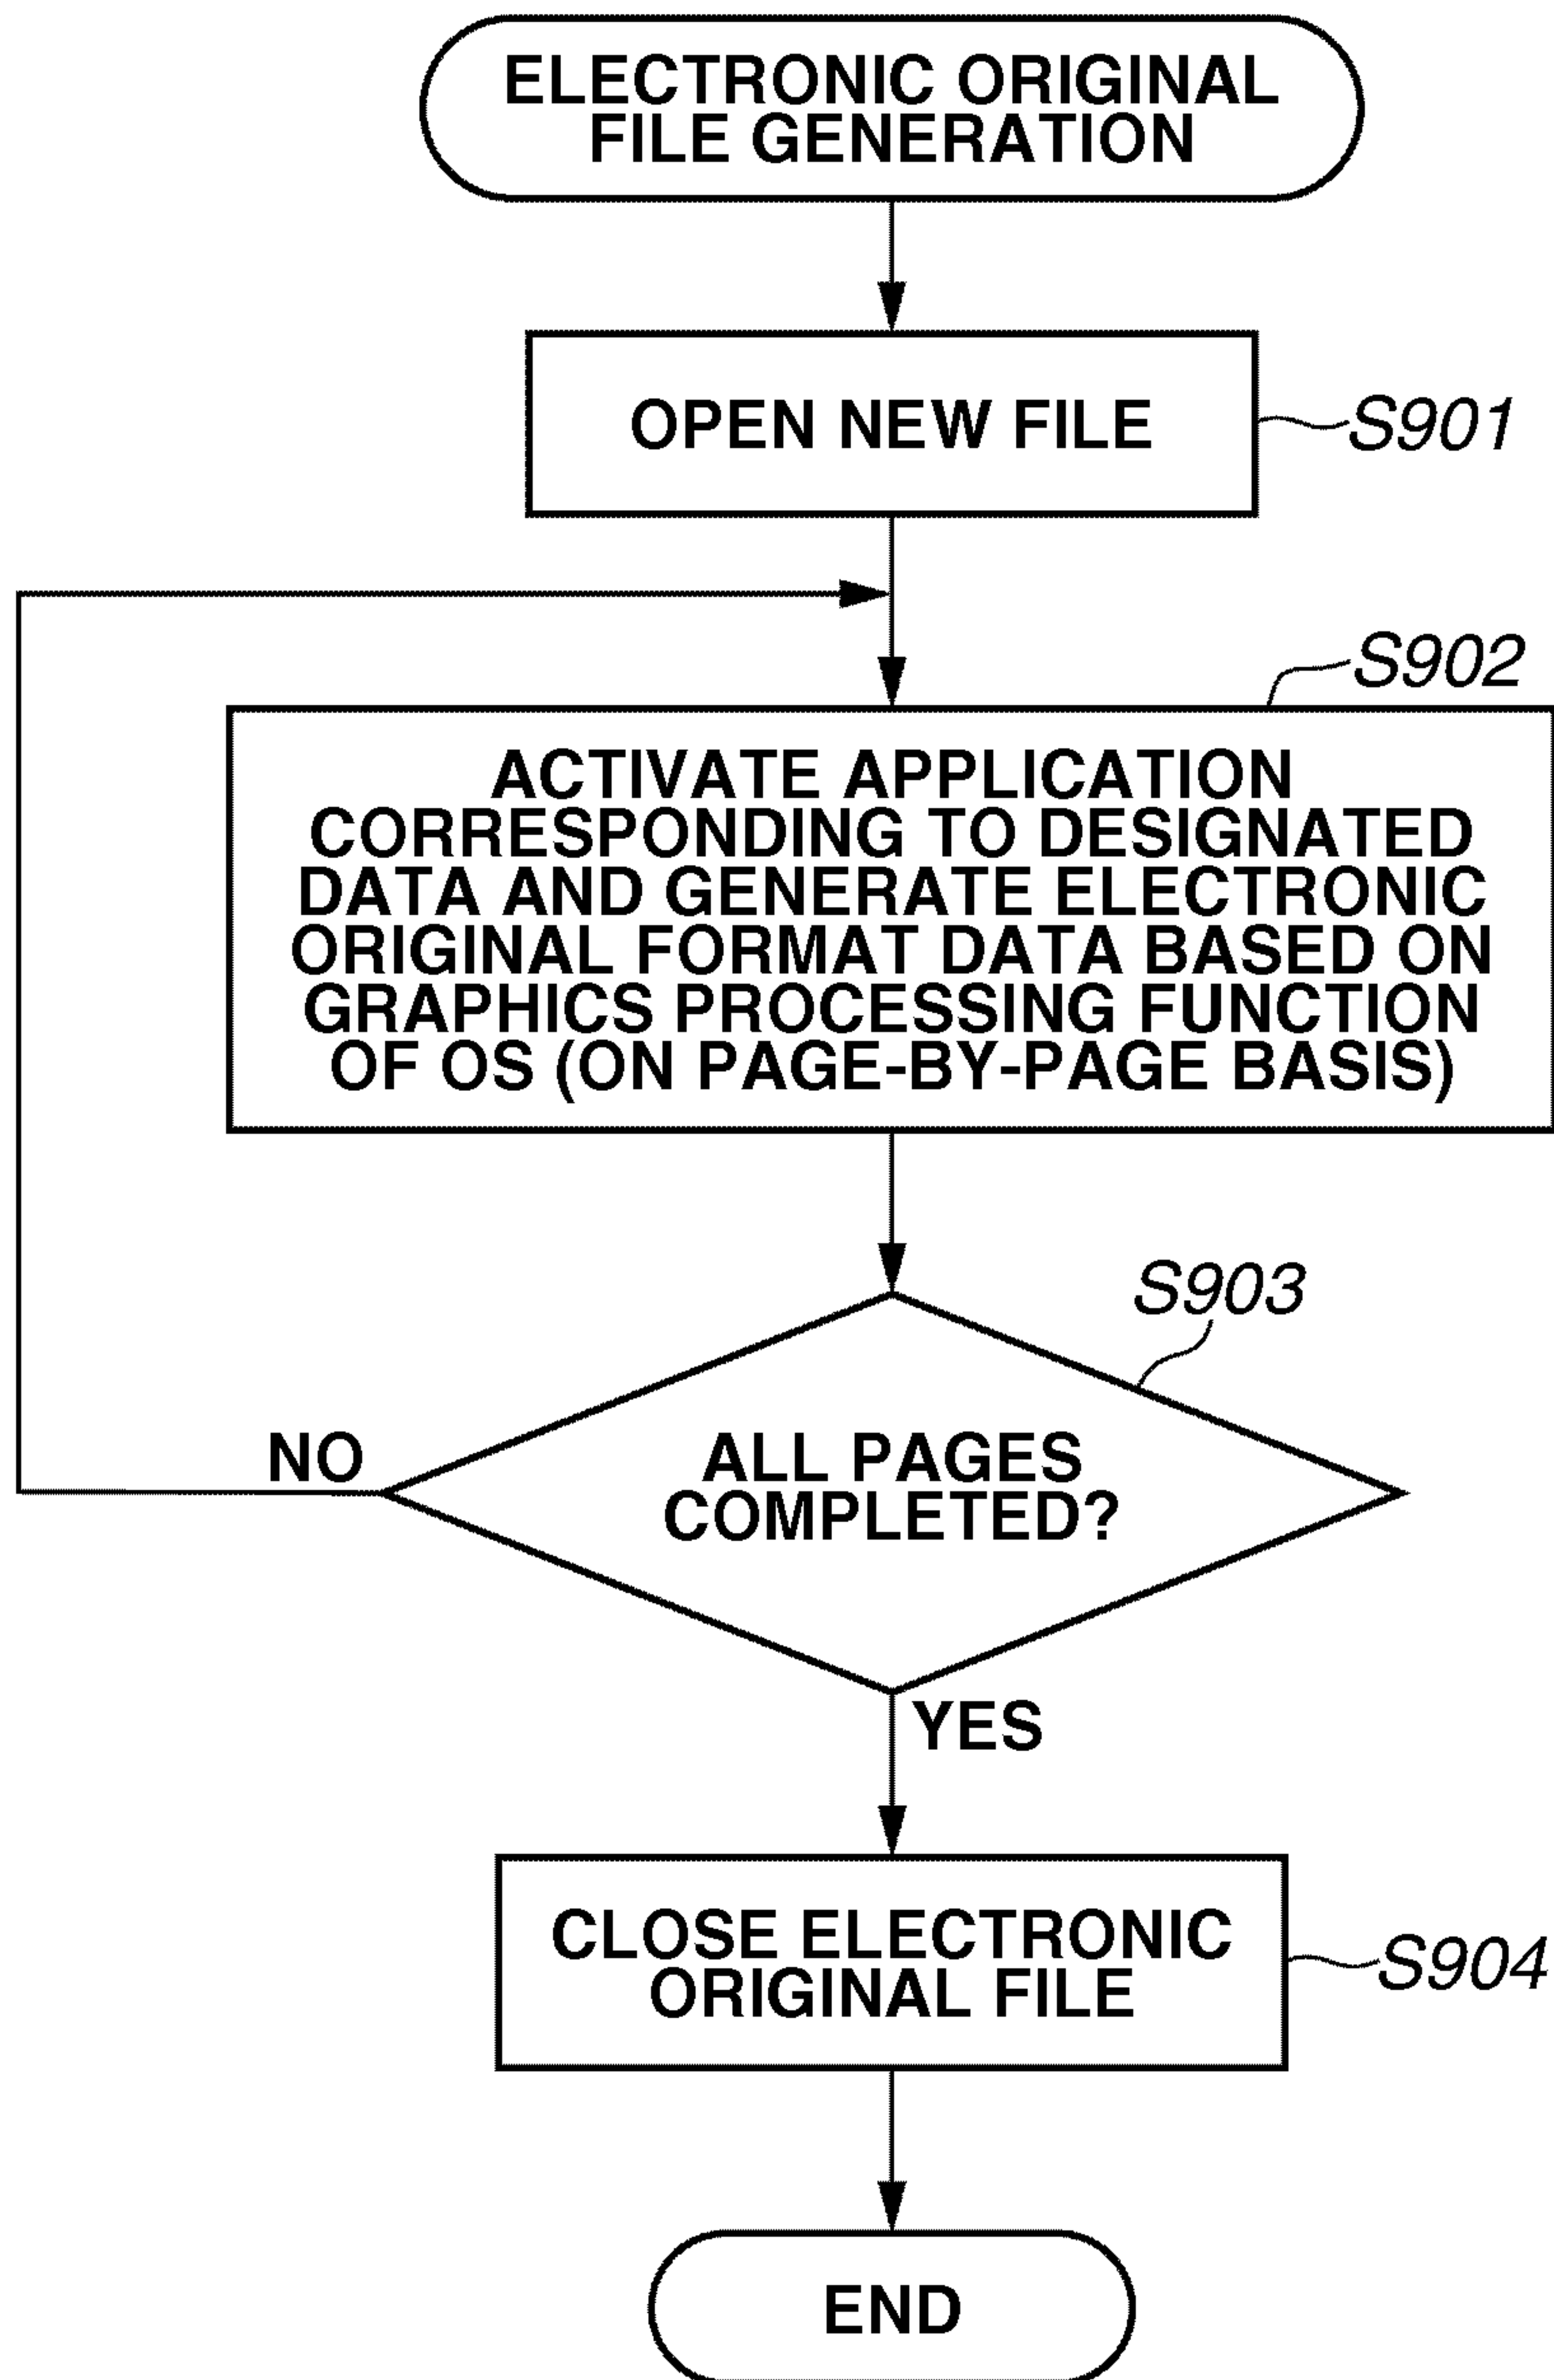 ELECTRONIC ORIGINAL
FILE GENERATION
OPEN NEW FILE
S901
S902
ACTIVATE APPLICATION
CORRESPONDING TO DESIGNATED
DATA AND GENERATE ELECTRONIC
ORIGINAL FORMAT DATA BASED ON
GRAPHICS PROCESSING FUNCTION
OF OS (ON PAGE-BY-PAGE BASIS)
S903
NO
ALL PAGES
COMPLETED?
YES
CLOSE ELECTRONIC
ORIGINAL FILE
S904
END